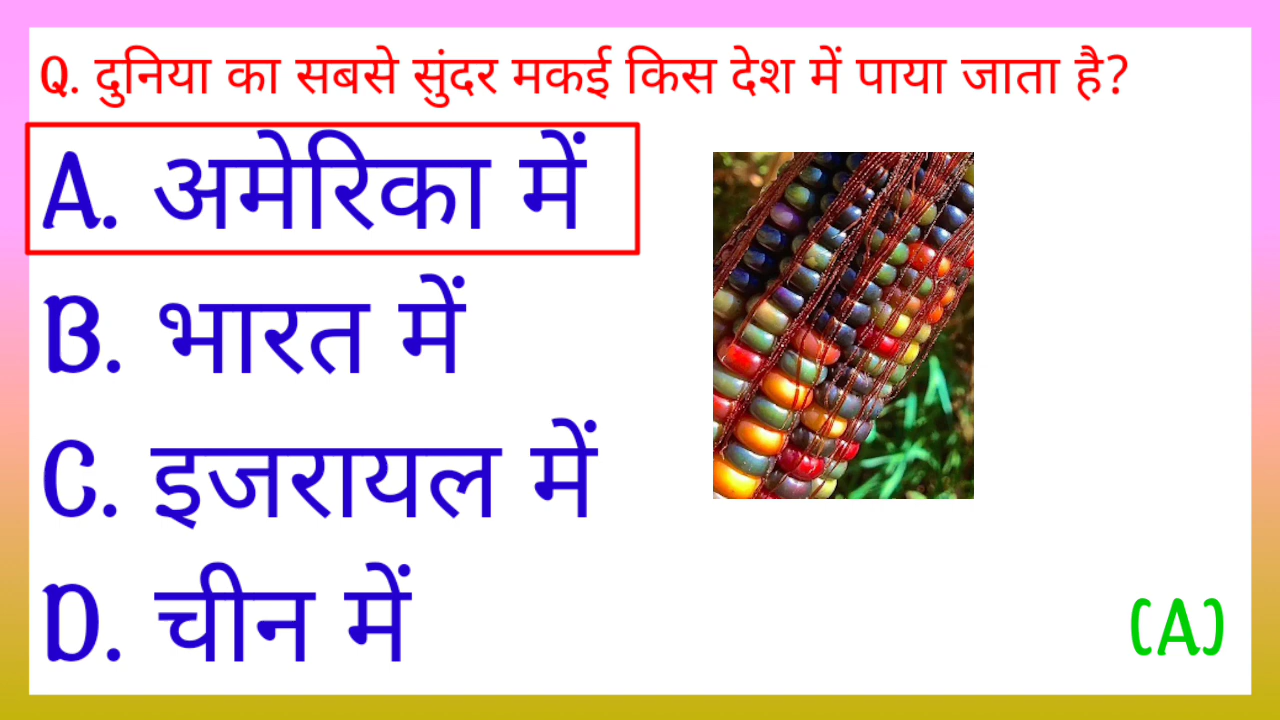 Q. दुनिया का सबसे सुंदर मकई किस देश में पाया जाता है?
A. अमेरिका में
B. भारत में
C. इजरायल में
D. चीन में
(A)